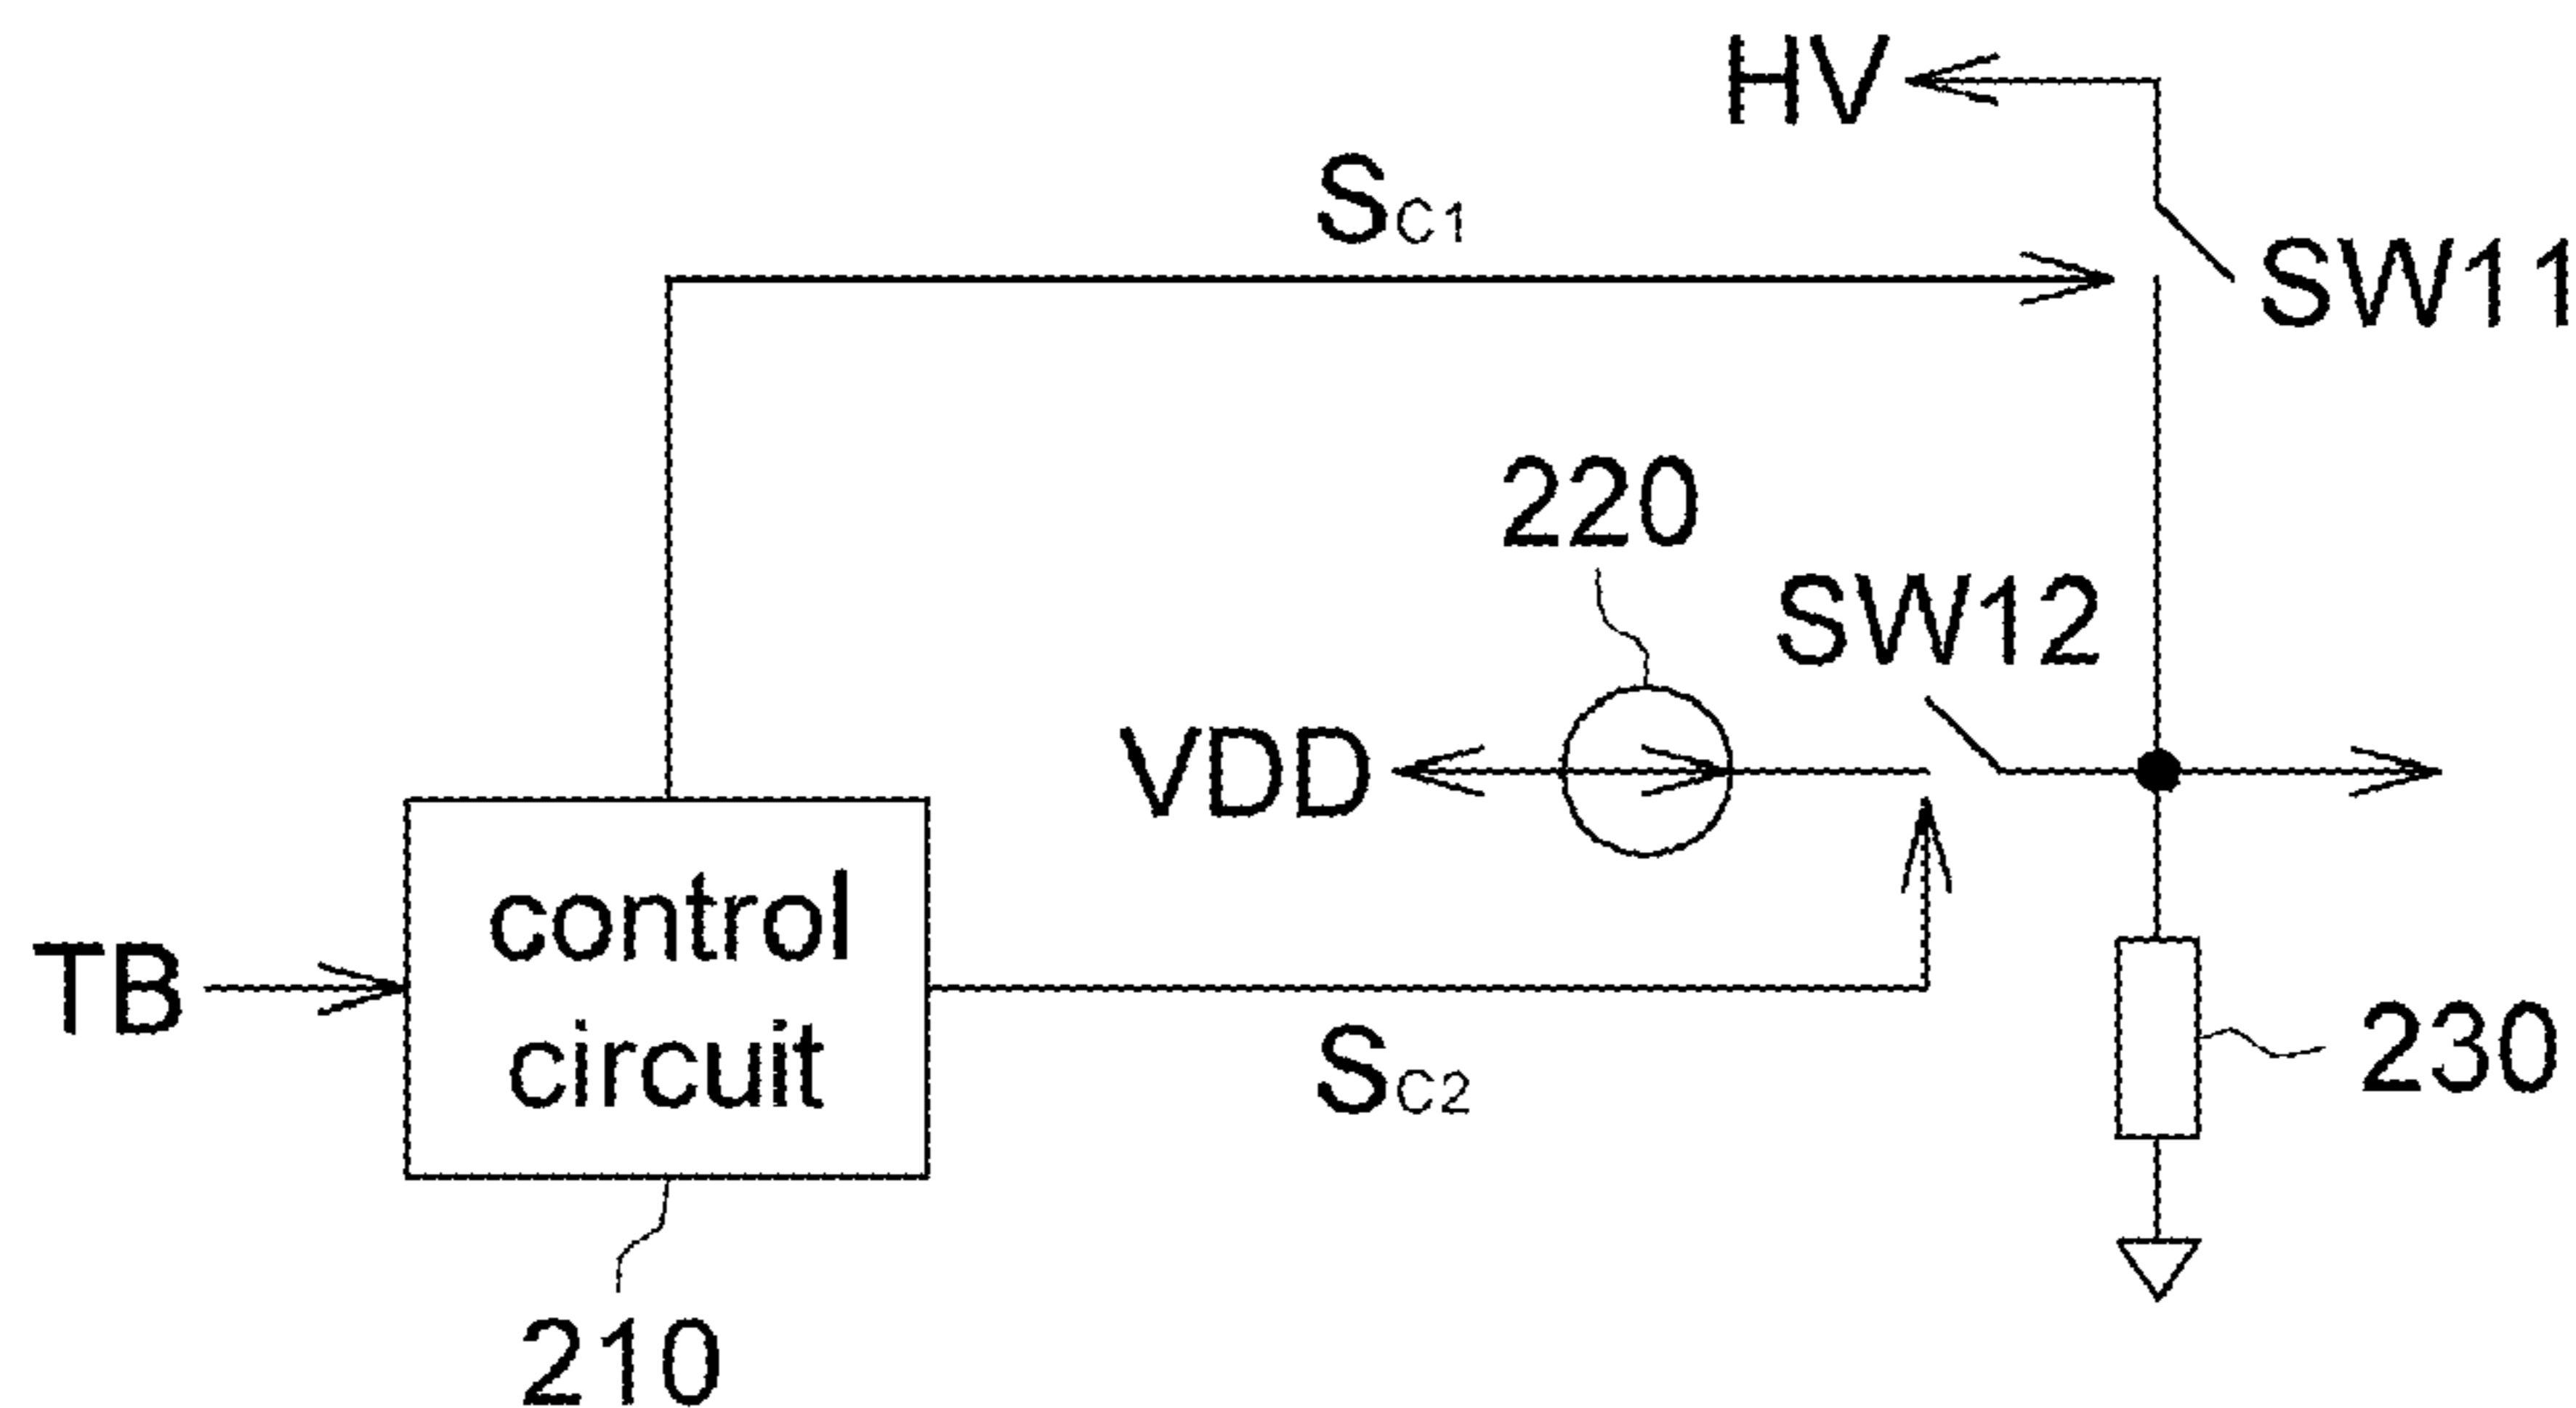 HV
SC1
SW11
220
SW12
VDD
control
circuit
TB
SC2
230
210